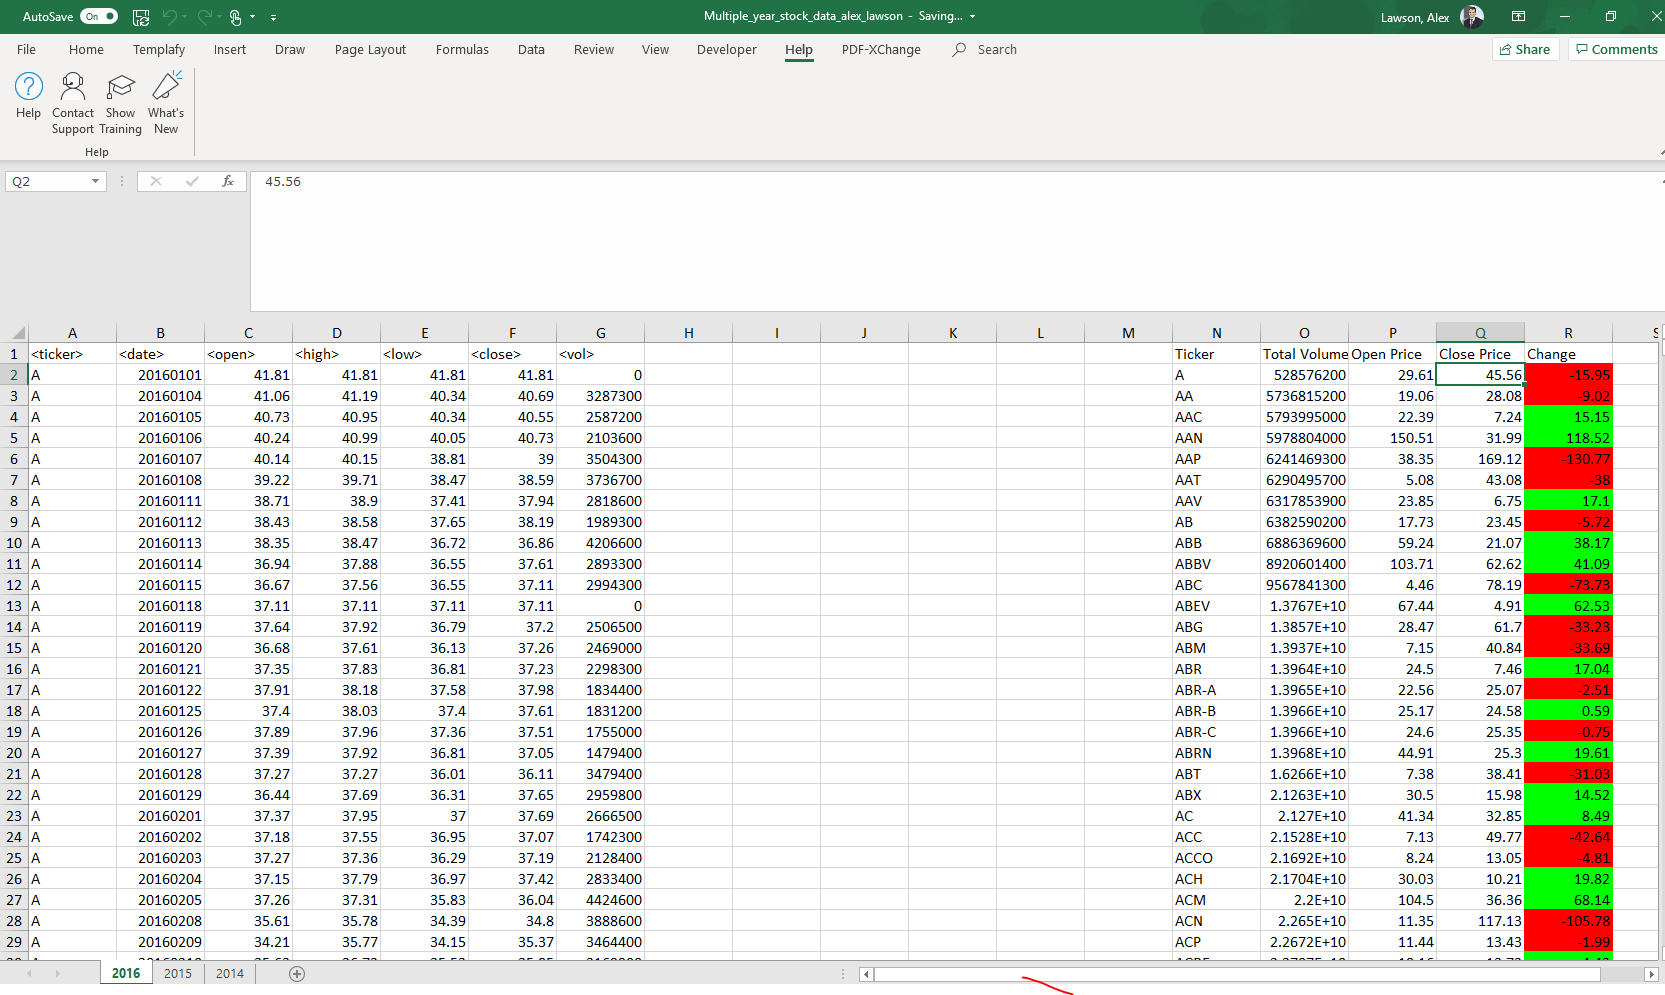 AutoSave On Multiple_year_stock_data_alex_lawson - Saving... Lawson, Alex
File Home Templafy Insert Draw Page Layout Formulas Data Review View Developer Help PDF-XChange Search Share Comments
Help Contact Support Show Training What's New
Help
Q2 fx 45.56
A B C D E F G H I J K L M N O P Q R S
1 <ticker> <date> <open> <high> <low> <close> <vol> Ticker Total Volume Open Price Close Price Change
2 A 20160101 41.81 41.81 41.81 41.81 0 A 528576200 29.61 45.56 -15.95
3 A 20160104 41.06 41.19 40.34 40.69 3287300 AA 5736815200 19.06 28.08 -9.02
4 A 20160105 40.73 40.95 40.34 40.55 2587200 AAC 5793995000 22.39 7.24 15.15
5 A 20160106 40.24 40.99 40.05 40.73 2103600 AAN 5978804000 150.51 31.99 118.52
6 A 20160107 40.14 40.15 38.81 39 3504300 AAP 6241469300 38.35 169.12 -130.77
7 A 20160108 39.22 39.71 38.47 38.59 3736700 AAT 6290495700 5.08 43.08 -38
8 A 20160111 38.71 38.9 37.41 37.94 2818600 AAV 6317853900 23.85 6.75 17.1
9 A 20160112 38.43 38.58 37.65 38.19 1989300 AB 6382590200 17.73 23.45 -5.72
10 A 20160113 38.35 38.47 36.72 36.86 4206600 ABB 6886369600 59.24 21.07 38.17
11 A 20160114 36.94 37.88 36.55 37.61 2893300 ABBV 8920601400 103.71 62.62 41.09
12 A 20160115 36.67 37.56 36.55 37.11 2994300 ABC 9567841300 4.46 78.19 -73.73
13 A 20160118 37.11 37.11 37.11 37.11 0 ABEV 1.3767E+10 67.44 4.91 62.53
14 A 20160119 37.64 37.92 36.79 37.2 2506500 ABG 1.3857E+10 28.47 61.7 -33.23
15 A 20160120 36.68 37.61 36.13 37.26 2469000 ABM 1.3937E+10 7.15 40.84 -33.69
16 A 20160121 37.35 37.83 36.81 37.23 2298300 ABR 1.3964E+10 24.5 7.46 17.04
17 A 20160122 37.91 38.18 37.58 37.98 1834400 ABR-A 1.3965E+10 22.56 25.07 -2.51
18 A 20160125 37.4 38.03 37.4 37.61 1831200 ABR-B 1.3966E+10 25.17 24.58 0.59
19 A 20160126 37.89 37.96 37.36 37.51 1755000 ABR-C 1.3966E+10 24.6 25.35 -0.75
20 A 20160127 37.39 37.92 36.81 37.05 1479400 ABRN 1.3968E+10 44.91 25.3 19.61
21 A 20160128 37.27 37.27 36.01 36.11 3479400 ABT 1.6266E+10 7.38 38.41 -31.03
22 A 20160129 36.44 37.69 36.31 37.65 2959800 ABX 2.1263E+10 30.5 15.98 14.52
23 A 20160201 37.37 37.95 37 37.69 2666500 AC 2.127E+10 41.34 32.85 8.49
24 A 20160202 37.18 37.55 36.95 37.07 1742300 ACC 2.1528E+10 7.13 49.77 -42.64
25 A 20160203 37.27 37.36 36.29 37.19 2128400 ACCO 2.1692E+10 8.24 13.05 -4.81
26 A 20160204 37.15 37.79 36.97 37.42 2833400 ACH 2.1704E+10 30.03 10.21 19.82
27 A 20160205 37.26 37.31 35.83 36.04 4424600 ACM 2.2E+10 104.5 36.36 68.14
28 A 20160208 35.61 35.78 34.39 34.8 3888600 ACN 2.265E+10 11.35 117.13 -105.78
29 A 20160209 34.21 35.77 34.15 35.37 3464400 ACP 2.2672E+10 11.44 13.43 -1.99
2016 2015 2014